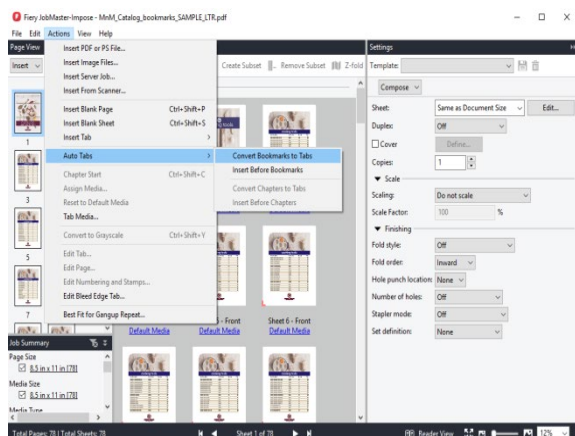 Fiery JobMaster-Impose - MnM_Catalog_bookmarks_SAMPLE_LTR.pdf
File Edit Actions View Help
Page View
Insert
Insert PDF or PS File...
Insert Image Files...
Insert Server Job...
Insert From Scanner...
Insert Blank Page Ctrl+Shift+P
Insert Blank Sheet Ctrl+Shift+S
Insert Tab
Auto Tabs
Chapter Start Ctrl+Shift+C
Assign Media...
Reset to Default Media
Tab Media...
Convert to Grayscale Ctrl+Shift+Y
Edit Tab...
Edit Page...
Edit Numbering and Stamps...
Edit Bleed Edge Tab...
Best Fit for Gangup Repeat...
Convert Bookmarks to Tabs
Insert Before Bookmarks
Convert Chapters to Tabs
Insert Before Chapters
Create Subset Remove Subset Z-fold
1
3
5
7
5 - Front Sheet 6 - Front
Default Media Default Media Default Media
Job Summary
Page Size
8.5 in x 11 in [78]
Media Size
8.5 in x 11 in [78]
Media Type
Total Pages: 78 | Total Sheets: 78
Sheet 1 of 78
Reader View
12%
Settings
Template:
Compose
Sheet: Same as Document Size Edit...
Duplex: Off
Cover Define...
Copies: 1
Scale
Scaling: Do not scale
Scale Factor: 100 %
Finishing
Fold style: Off
Fold order: Inward
Hole punch location: None
Number of holes: Off
Stapler mode: Off
Set definition: None